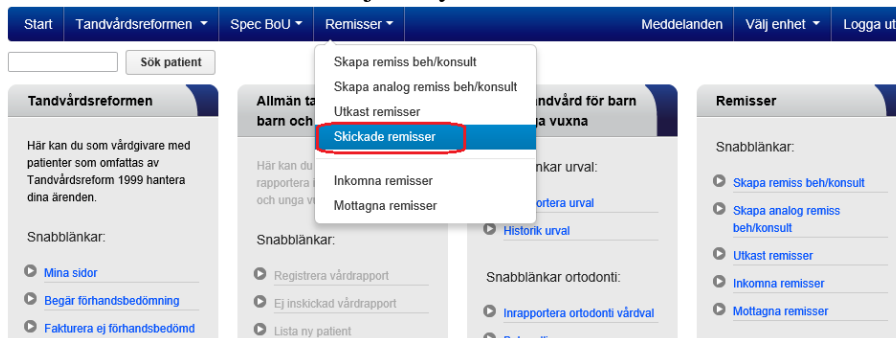 Start Tandvårdsreformen Spec BoU Remisser Meddelanden Välj enhet Logga ut
Sök patient
Skapa remiss beh/konsult
Skapa analog remiss beh/konsult
Utkast remisser
Skickade remisser
Inkomna remisser
Mottagna remisser
Tandvårdsreformen
Här kan du som vårdgivare med
patienter som omfattas av
Tandvårdsreform 1999 hantera
dina ärenden.
Snabblänkar:
Mina sidor
Begär förhandsbedömning
Fakturera ej förhandsbedömd
Allmän
barn och
Här kan du
rapportera
och unga
Snabblänkar:
Registrera vårdrapport
Ej inskickad vårdrapport
Lista ny patient
för barn
vuxna
urval:
urval
Historik urval
Snabblänkar ortodonti:
Inrapportera ortodonti vårdval
Remisser
Snabblänkar:
Skapa remiss beh/konsult
Skapa analog remiss
beh/konsult
Utkast remisser
Inkomna remisser
Mottagna remisser